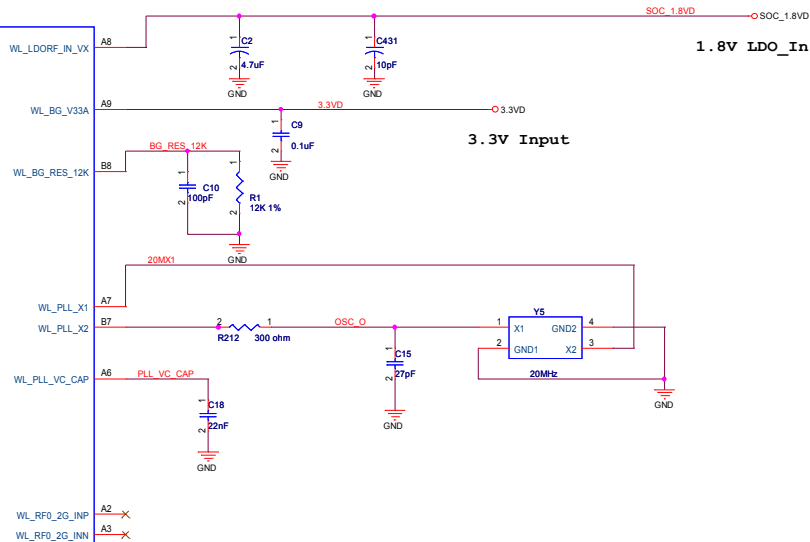 SOC_1.8VD
SOC_1.8VD
WL_LDORF_IN_VX
A8
1
C2
2
4.7uF
GND
1
C431
2
10pF
GND
1.8V LDO_In
WL_BG_V33A
A9
3.3VD
3.3VD
1
C9
2
0.1uF
GND
3.3V Input
WL_BG_RES_12K
B8
BG_RES_12K
1
C10
2
100pF
1
R1
2
12K 1%
GND
20MX1
WL_PLL_X1
A7
WL_PLL_X2
B7
2
1
R212
300 ohm
OSC_O
Y5
1
X1
GND2
4
2
GND1
X2
3
20MHz
GND
1
C15
2
27pF
GND
WL_PLL_VC_CAP
A6
PLL_VC_CAP
1
C18
2
22nF
GND
WL_RF0_2G_INP
A2
WL_RF0_2G_INN
A3